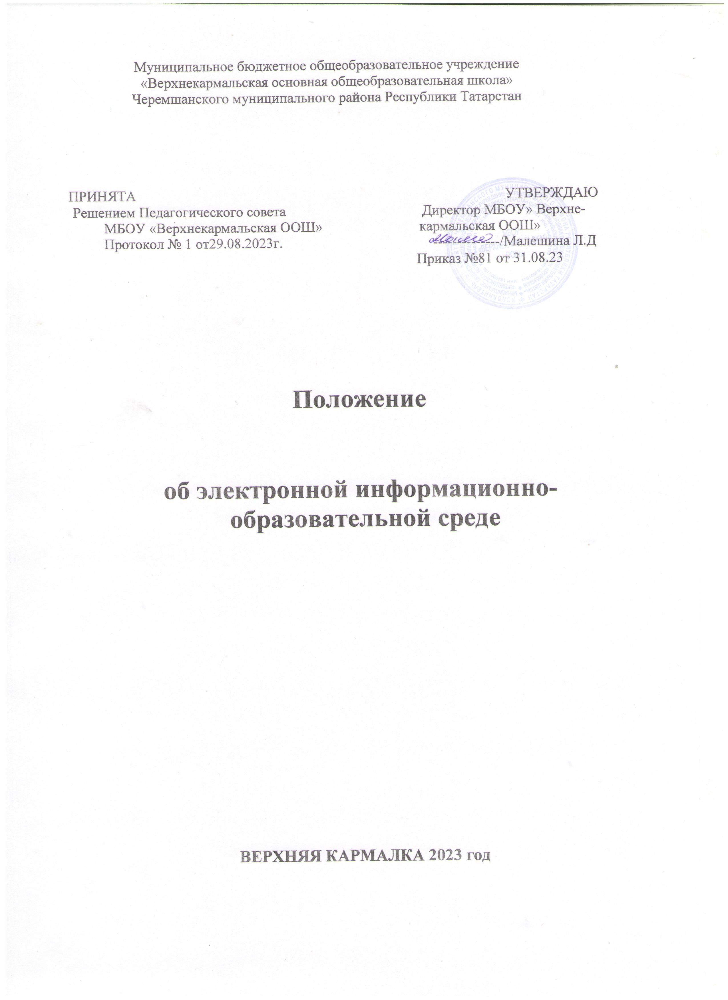 Муниципальное бюджетное общеобразовательное учреждение
«Верхнекармальская основная общеобразовательная школа»
Черемшанского муниципального района Республики Татарстан
ПРИНЯТА
Решением Педагогического совета
МБОУ «Верхнекармальская ООШ»
Протокол № 1 от29.08.2023г.
УТВЕРЖДАЮ
Директор МБОУ» Верхне-
кармальская ООШ»
--------------/Малешина Л.Д
Приказ №81 от 31.08.23
Положение
об электронной информационно-
образовательной среде
ВЕРХНЯЯ КАРМАЛКА 2023 год